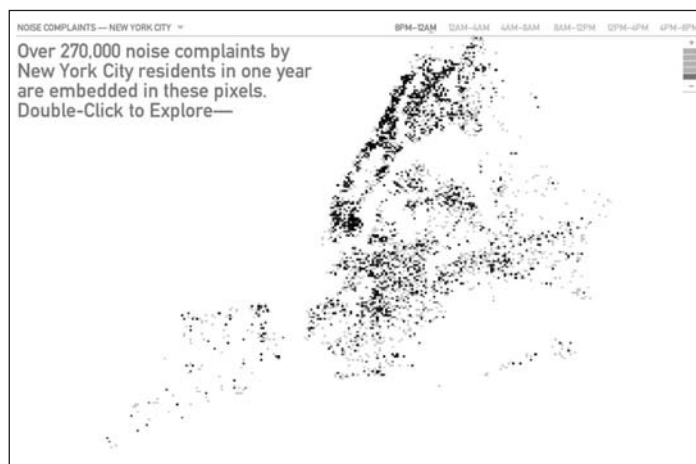 NOISE COMPLAINTS — NEW YORK CITY
8PM–12AM 12AM–4AM 4AM–8AM 8AM–12PM 12PM–4PM 4PM–8PM
Over 270,000 noise complaints by
New York City residents in one year
are embedded in these pixels.
Double-Click to Explore—
+
–